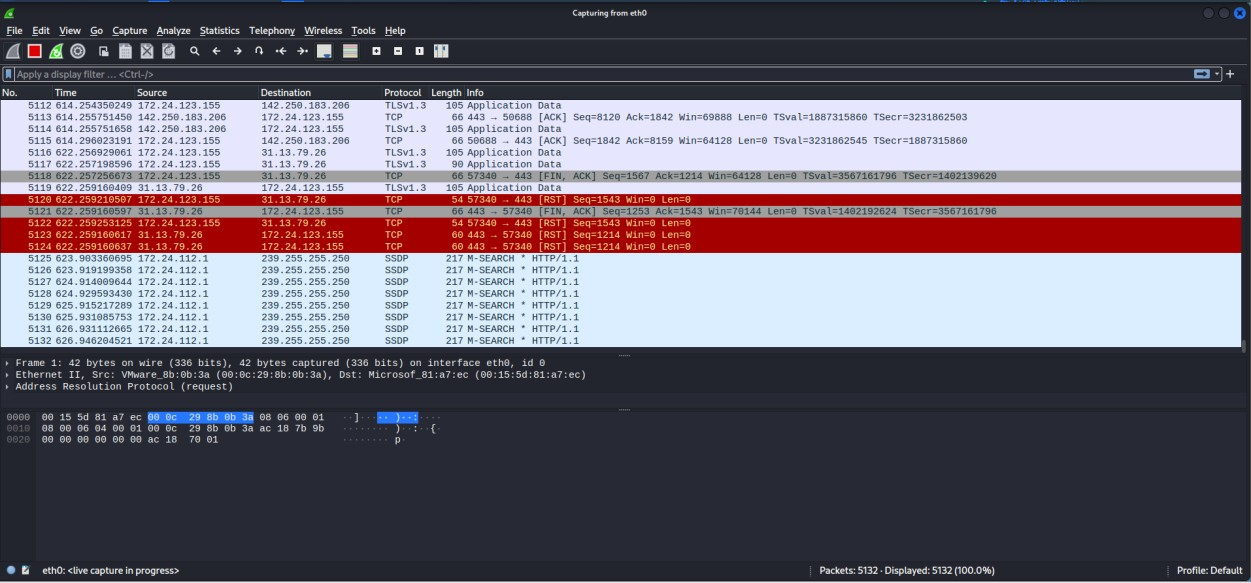 Capturing from eth0
File Edit View Go Capture Analyze Statistics Telephony Wireless Tools Help
Apply a display filter ... <Ctrl-/>
No. Time Source Destination Protocol Length Info
5112 614.254350249 172.24.123.155 142.250.183.206 TLSv1.3 105 Application Data
5113 614.255751450 142.250.183.206 172.24.123.155 TCP 66 443 → 50688 [ACK] Seq=8120 Ack=1842 Win=69888 Len=0 TSval=1887315860 TSecr=3231862503
5114 614.255751658 142.250.183.206 172.24.123.155 TLSv1.3 105 Application Data
5115 614.296023191 172.24.123.155 142.250.183.206 TCP 66 50688 → 443 [ACK] Seq=1842 Ack=8159 Win=64128 Len=0 TSval=3231862545 TSecr=1887315860
5116 622.256929061 172.24.123.155 31.13.79.26 TLSv1.3 105 Application Data
5117 622.257198596 172.24.123.155 31.13.79.26 TLSv1.3 90 Application Data
5118 622.257256673 172.24.123.155 31.13.79.26 TCP 66 57340 → 443 [FIN, ACK] Seq=1567 Ack=1214 Win=64128 Len=0 TSval=3567161796 TSecr=1402139620
5119 622.259160409 31.13.79.26 172.24.123.155 TLSv1.3 105 Application Data
5120 622.259210507 172.24.123.155 31.13.79.26 TCP 54 57340 → 443 [RST] Seq=1543 Win=0 Len=0
5121 622.259160597 31.13.79.26 172.24.123.155 TCP 66 443 → 57340 [FIN, ACK] Seq=1253 Ack=1543 Win=70144 Len=0 TSval=1402192624 TSecr=3567161796
5122 622.259253125 172.24.123.155 31.13.79.26 TCP 54 57340 → 443 [RST] Seq=1543 Win=0 Len=0
5123 622.259160617 31.13.79.26 172.24.123.155 TCP 60 443 → 57340 [RST] Seq=1214 Win=0 Len=0
5124 622.259160637 31.13.79.26 172.24.123.155 TCP 60 443 → 57340 [RST] Seq=1214 Win=0 Len=0
5125 623.903360695 172.24.112.1 239.255.255.250 SSDP 217 M-SEARCH * HTTP/1.1
5126 623.919199358 172.24.112.1 239.255.255.250 SSDP 217 M-SEARCH * HTTP/1.1
5127 624.914009644 172.24.112.1 239.255.255.250 SSDP 217 M-SEARCH * HTTP/1.1
5128 624.929593430 172.24.112.1 239.255.255.250 SSDP 217 M-SEARCH * HTTP/1.1
5129 625.915217289 172.24.112.1 239.255.255.250 SSDP 217 M-SEARCH * HTTP/1.1
5130 625.931085753 172.24.112.1 239.255.255.250 SSDP 217 M-SEARCH * HTTP/1.1
5131 626.931112665 172.24.112.1 239.255.255.250 SSDP 217 M-SEARCH * HTTP/1.1
5132 626.946204521 172.24.112.1 239.255.255.250 SSDP 217 M-SEARCH * HTTP/1.1
Frame 1: 42 bytes on wire (336 bits), 42 bytes captured (336 bits) on interface eth0, id 0
Ethernet II, Src: VMware_8b:0b:3a (00:0c:29:8b:0b:3a), Dst: Microsof_81:a7:ec (00:15:5d:81:a7:ec)
Address Resolution Protocol (request)
0000 00 15 5d 81 a7 ec 00 0c 29 8b 0b 3a 08 06 00 01 ··]····· )··:····
0010 08 00 06 04 00 01 00 0c 29 8b 0b 3a ac 18 7b 9b ········ )··:··{·
0020 00 00 00 00 00 00 ac 18 70 01 ········ p·
eth0: <live capture in progress> Packets: 5132 · Displayed: 5132 (100.0%) Profile: Default